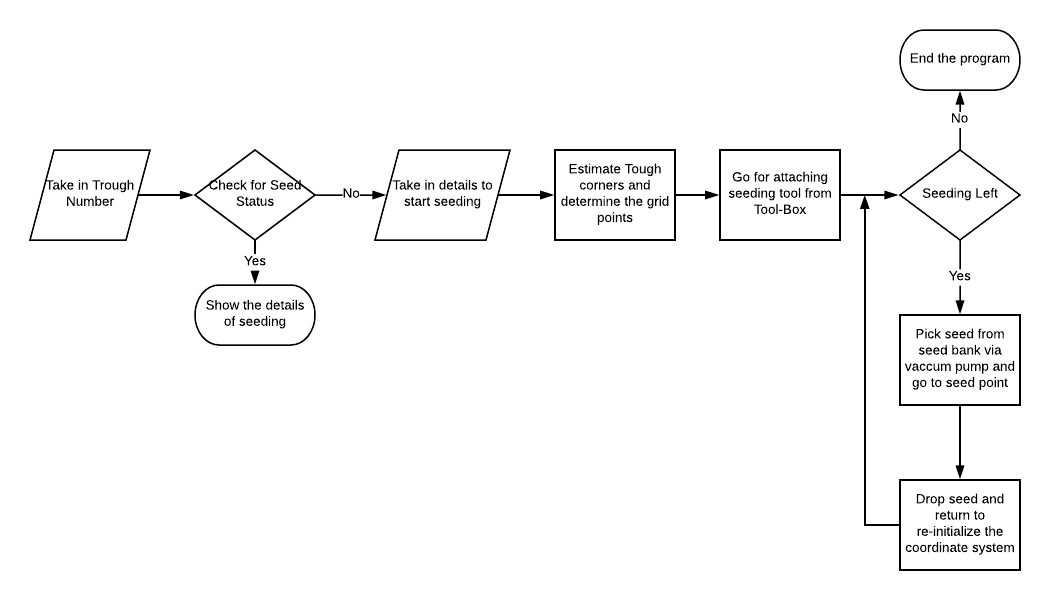 End the program
No
Take in Trough
Number
Check for Seed
Status
No
Take in details to
start seeding
Estimate Tough
corners and
determine the grid
points
Go for attaching
seeding tool from
Tool-Box
Seeding Left
Yes
Show the details
of seeding
Yes
Pick seed from
seed bank via
vaccum pump and
go to seed point
Drop seed and
return to
re-initialize the
coordinate system